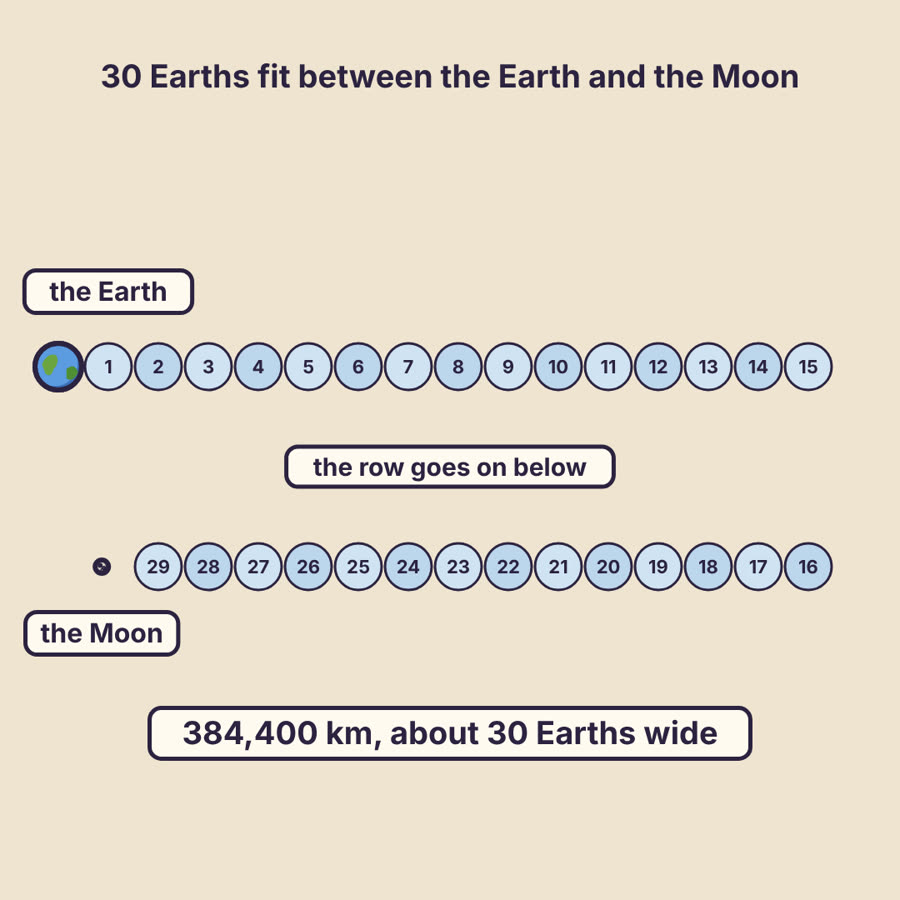 30 Earths fit between the Earth and the Moon
the Earth
1 2 3 4 5 6 7 8 9 10 11 12 13 14 15
the row goes on below
29 28 27 26 25 24 23 22 21 20 19 18 17 16
the Moon
384,400 km, about 30 Earths wide